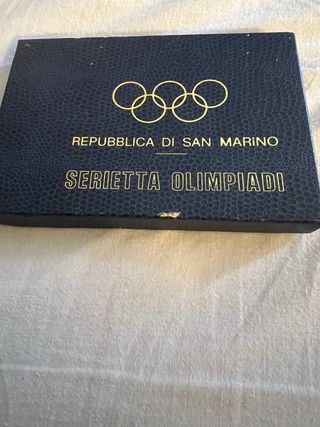 REPUBBLICA DI SAN MARINO
SERIETTA OLIMPIADI